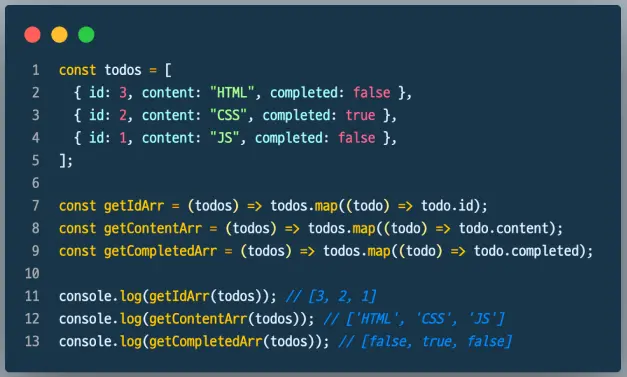 1 const todos = [
2 { id: 3, content: "HTML", completed: false },
3 { id: 2, content: "CSS", completed: true },
4 { id: 1, content: "JS", completed: false },
5 ];
6
7 const getIdArr = (todos) => todos.map((todo) => todo.id);
8 const getContentArr = (todos) => todos.map((todo) => todo.content);
9 const getCompletedArr = (todos) => todos.map((todo) => todo.completed);
10
11 console.log(getIdArr(todos)); // [3, 2, 1]
12 console.log(getContentArr(todos)); // ['HTML', 'CSS', 'JS']
13 console.log(getCompletedArr(todos)); // [false, true, false]